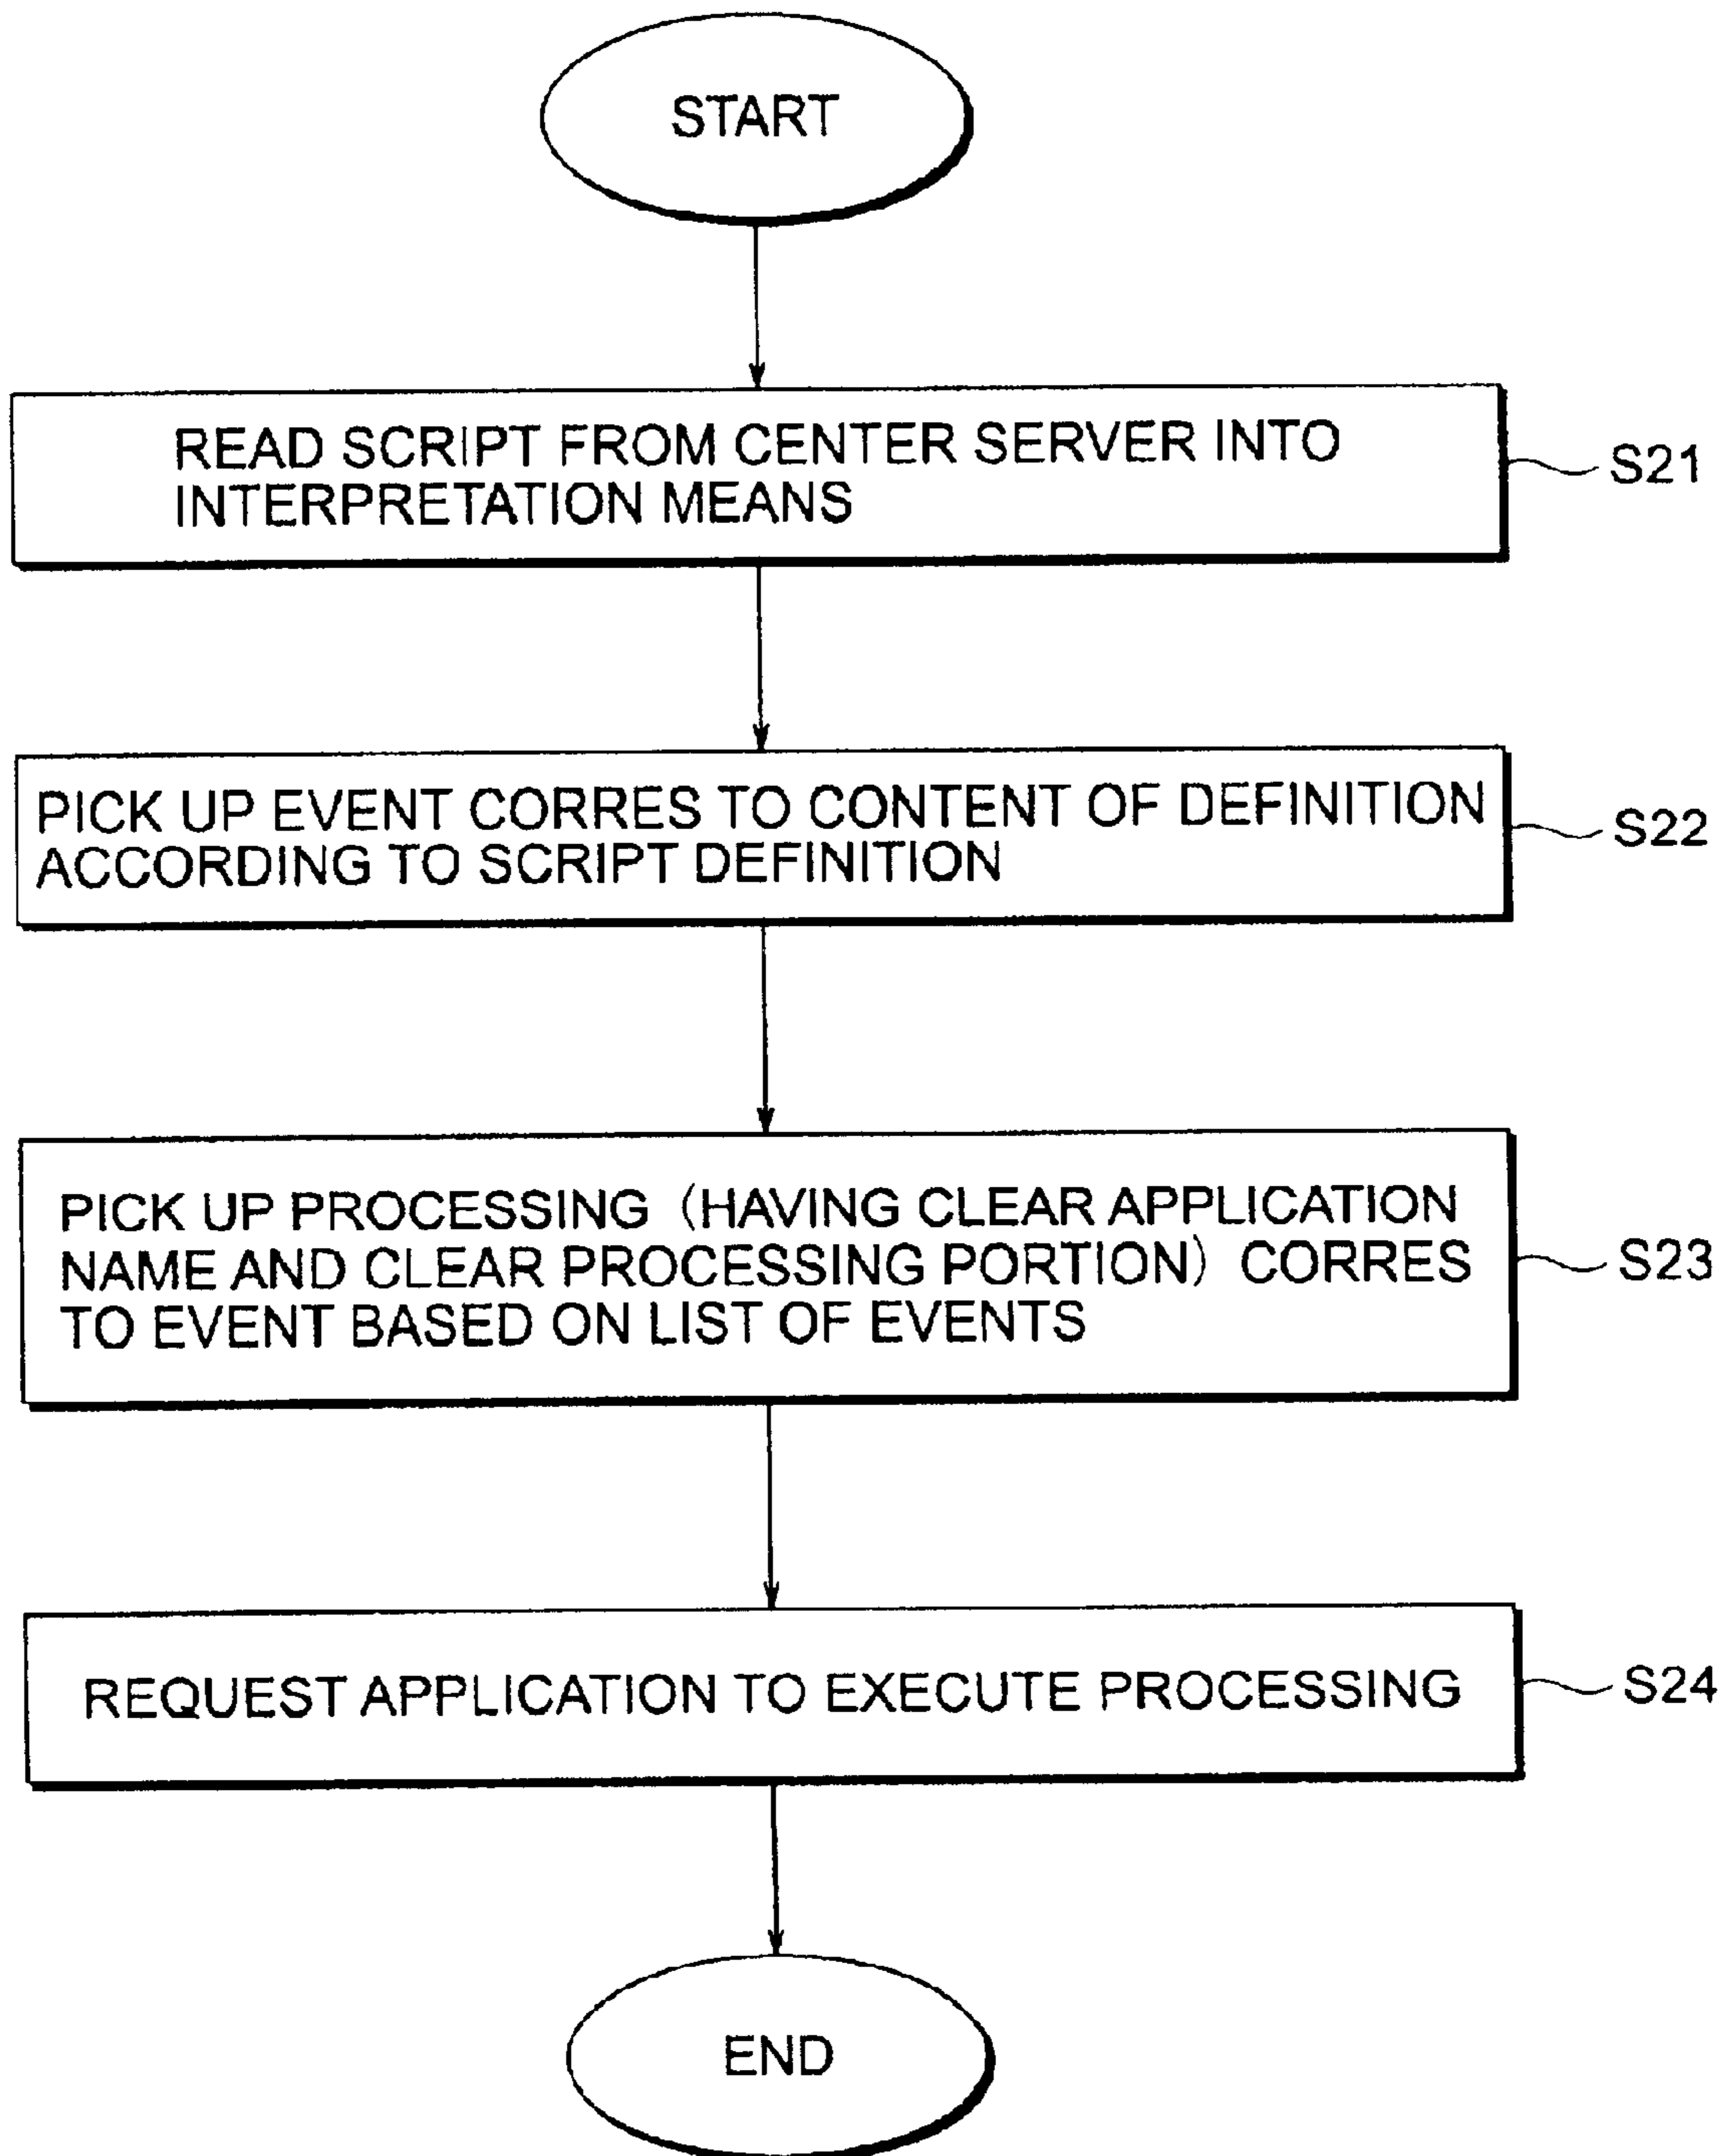 START
READ SCRIPT FROM CENTER SERVER INTO
INTERPRETATION MEANS
S21
PICK UP EVENT CORRES TO CONTENT OF DEFINITION
ACCORDING TO SCRIPT DEFINITION
S22
PICK UP PROCESSING (HAVING CLEAR APPLICATION
NAME AND CLEAR PROCESSING PORTION) CORRES
TO EVENT BASED ON LIST OF EVENTS
S23
REQUEST APPLICATION TO EXECUTE PROCESSING
S24
END